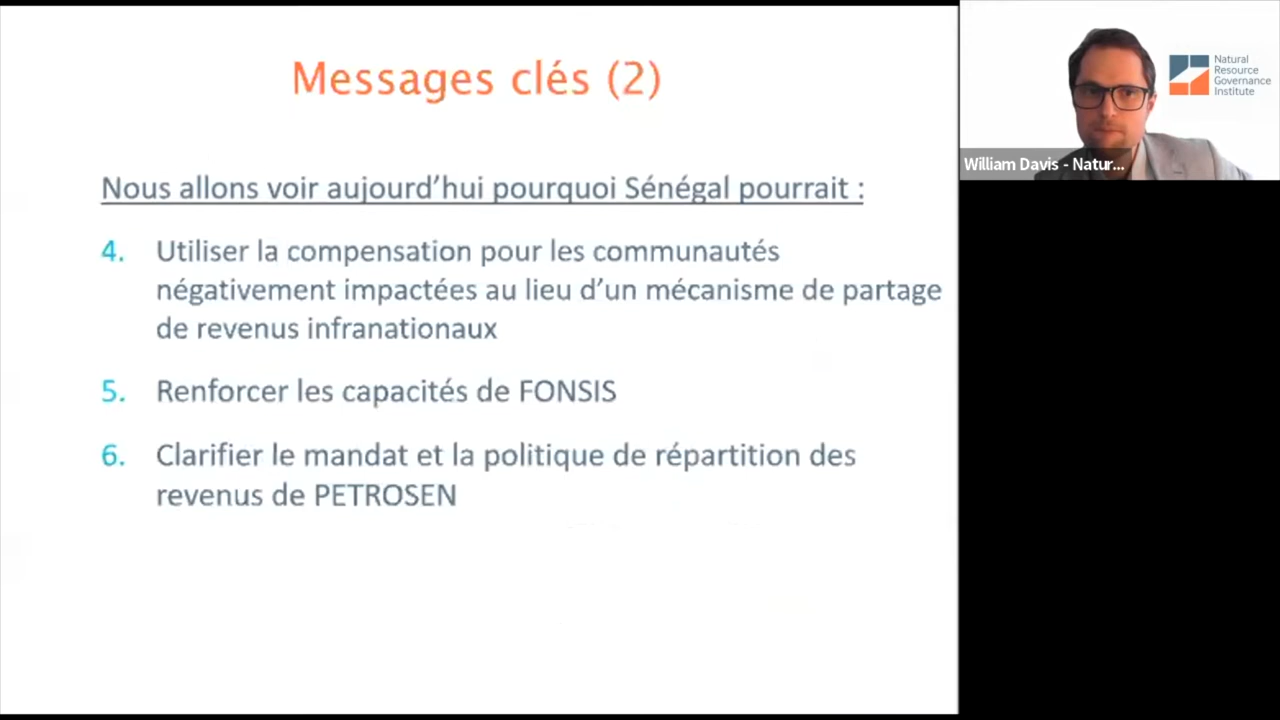 Messages clés (2)
Nous allons voir aujourd’hui pourquoi Sénégal pourrait :
4. Utiliser la compensation pour les communautés
négativement impactées au lieu d’un mécanisme de partage
de revenus infranationaux
5. Renforcer les capacités de FONSIS
6. Clarifier le mandat et la politique de répartition des
revenus de PETROSEN
Natural
Resource
Governance
Institute
William Davis - Natur...